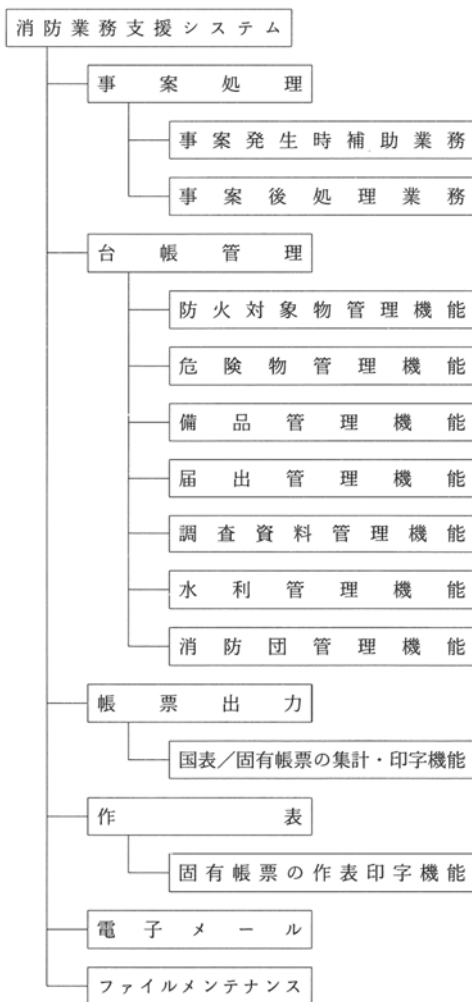 消防業務支援システム
事案処理
事案発生時補助業務
事案後処理業務
台帳管理
防火対象物管理機能
危険物管理機能
備品管理機能
届出管理機能
調査資料管理機能
水利管理機能
消防団管理機能
帳票出力
国表／固有帳票の集計・印字機能
作表
固有帳票の作表印字機能
電子メール
ファイルメンテナンス